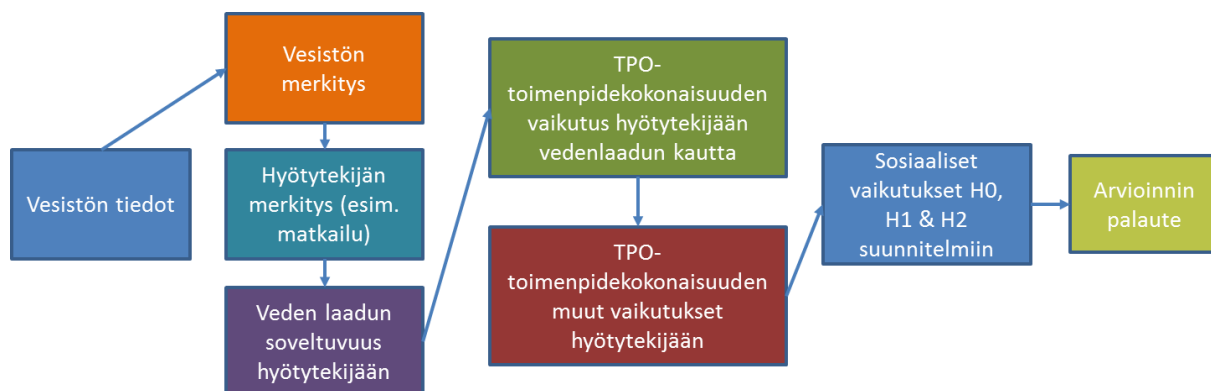 Vesistön tiedot
Vesistön
merkitys
Hyötytekijän
merkitys (esim.
matkailu)
Veden laadun
soveltuvuus
hyötytekijään
TPO-
toimenpidekokonaisuuden
vaikutus hyötytekijään
vedenlaadun kautta
TPO-
toimenpidekokonaisuuden
muut vaikutukset
hyötytekijään
Sosiaaliset
vaikutukset H0,
H1 & H2
suunnitelmiin
Arvioinnin
palaute